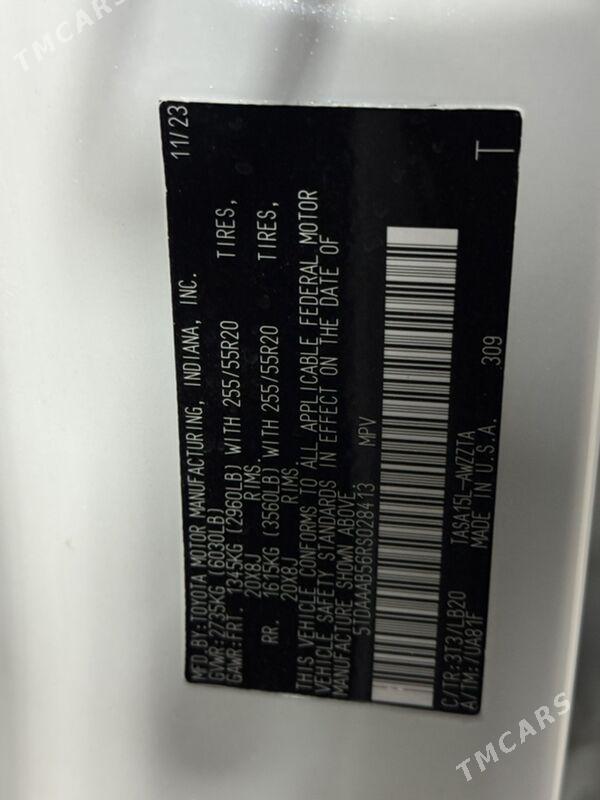 TMCARS
MFD BY:TOYOTA MOTOR MANUFACTURING, INDIANA, INC. 11/23
GVWR:2735KG (6030LB)
GAWR:FRT. 1345KG (2960LB) WITH 255/55R20 TIRES,
20X8J RIMS.
RR. 1615KG (3560LB) WITH 255/55R20 TIRES,
20X8J RIMS.
THIS VEHICLE CONFORMS TO ALL APPLICABLE FEDERAL MOTOR
VEHICLE SAFETY STANDARDS IN EFFECT ON THE DATE OF
MANUFACTURE SHOWN ABOVE.
5TDAAAB56RS028413 MPV
C/TR:3T3/LB20 TASA15L-AWZZTA
A/TM:/UA81F MADE IN U.S.A. 309 T
TMCARS